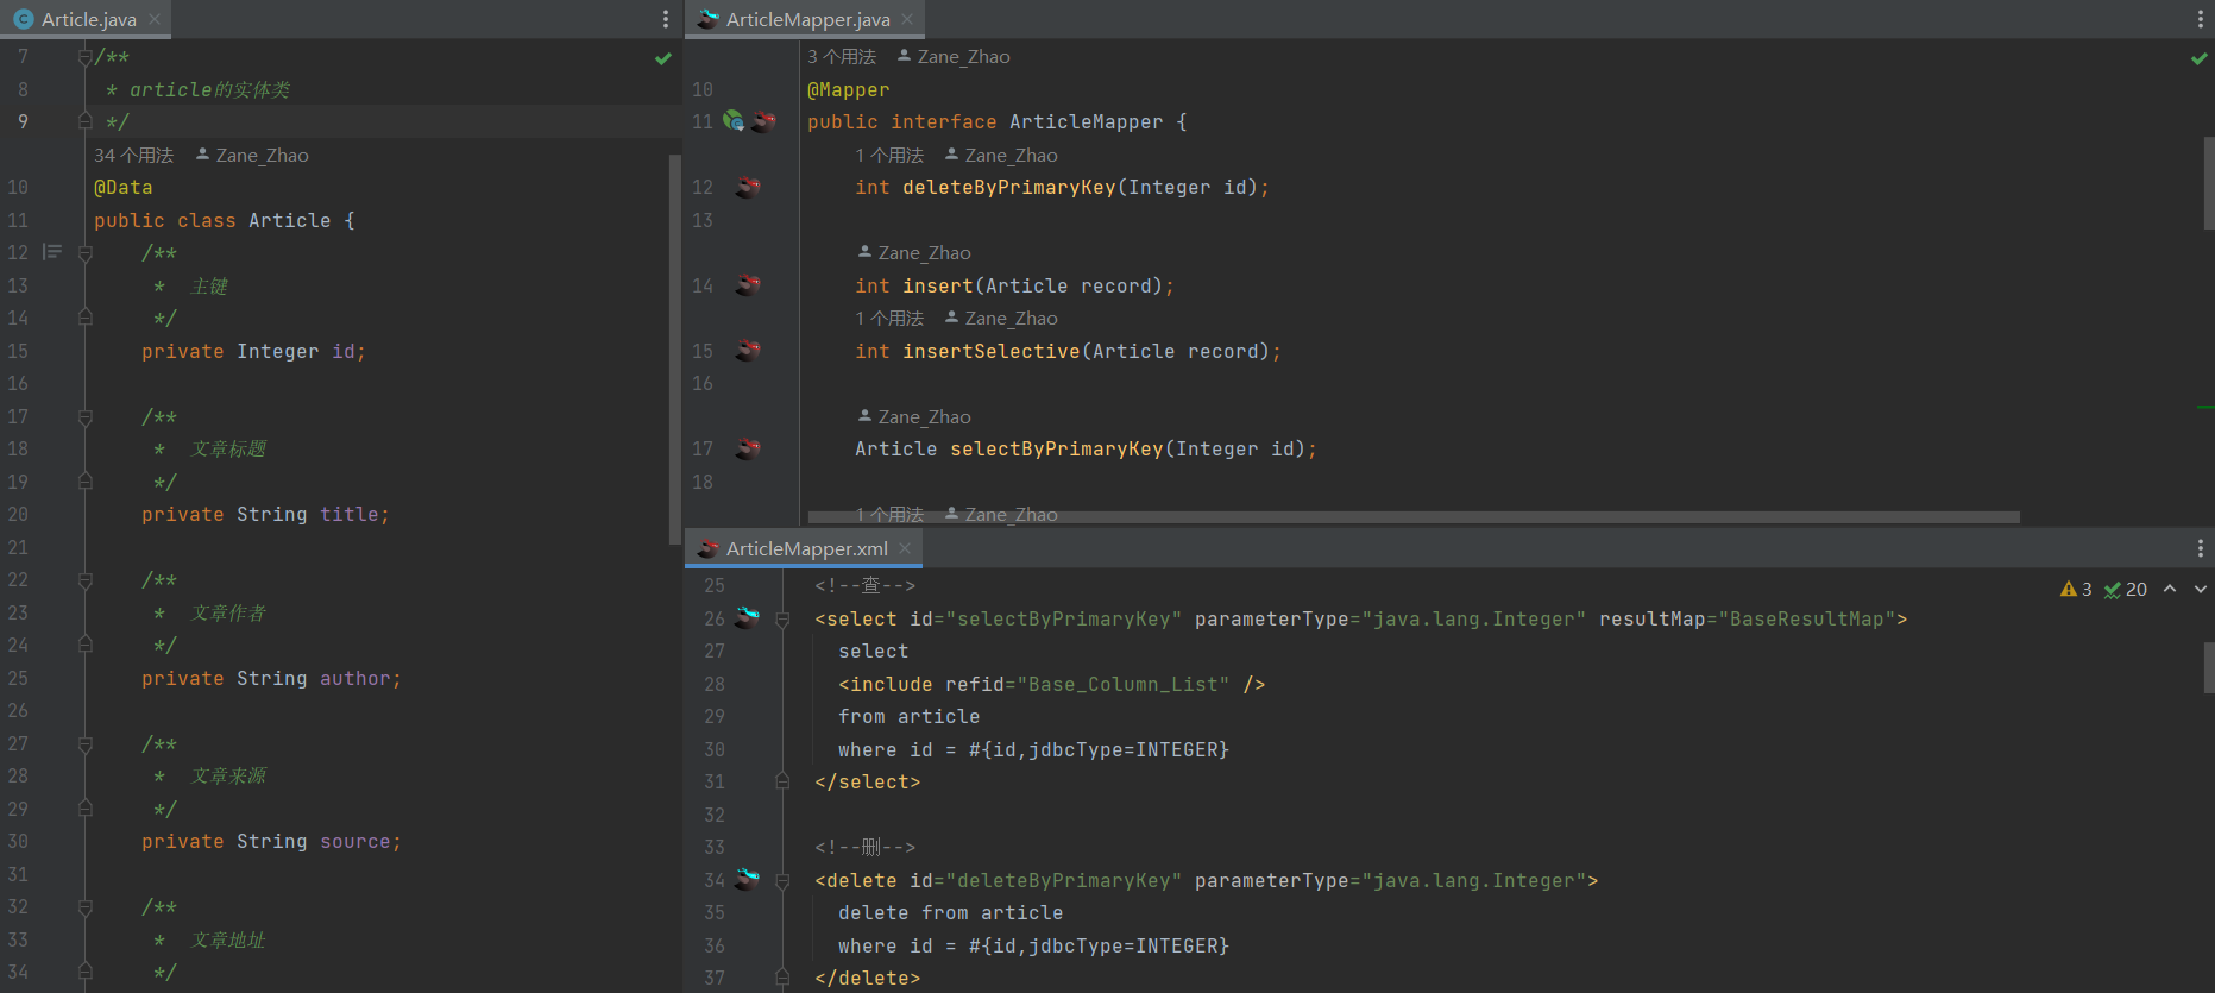 Article.java
7 /**
8 * article的实体类
9 */
34 个用法 Zane_Zhao
10 @Data
11 public class Article {
12 /**
13 * 主键
14 */
15 private Integer id;
16
17 /**
18 * 文章标题
19 */
20 private String title;
21
22 /**
23 * 文章作者
24 */
25 private String author;
26
27 /**
28 * 文章来源
29 */
30 private String source;
31
32 /**
33 * 文章地址
34 */
ArticleMapper.java
3 个用法 Zane_Zhao
10 @Mapper
11 public interface ArticleMapper {
1 个用法 Zane_Zhao
12 int deleteByPrimaryKey(Integer id);
13
Zane_Zhao
14 int insert(Article record);
1 个用法 Zane_Zhao
15 int insertSelective(Article record);
16
Zane_Zhao
17 Article selectByPrimaryKey(Integer id);
18
1 个用法 Zane_Zhao
ArticleMapper.xml
3 20
25 <!--查-->
26 <select id="selectByPrimaryKey" parameterType="java.lang.Integer" resultMap="BaseResultMap">
27 select
28 <include refid="Base_Column_List" />
29 from article
30 where id = #{id,jdbcType=INTEGER}
31 </select>
32
33 <!--删-->
34 <delete id="deleteByPrimaryKey" parameterType="java.lang.Integer">
35 delete from article
36 where id = #{id,jdbcType=INTEGER}
37 </delete>